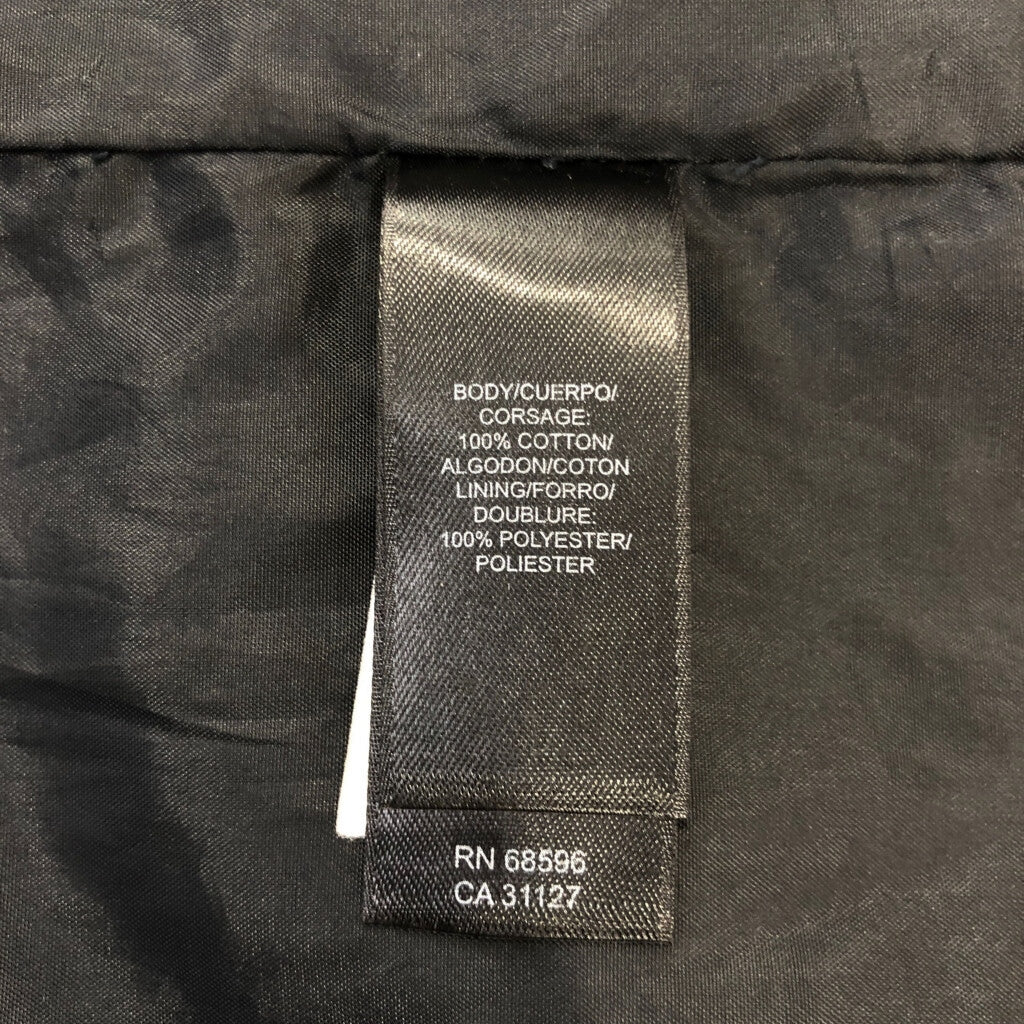 BODY/CUERPO/
CORSAGE:
100% COTTON/
ALGODON/COTON
LINING/FORRO/
DOUBLURE:
100% POLYESTER/
POLIESTER
RN 68596
CA 31127